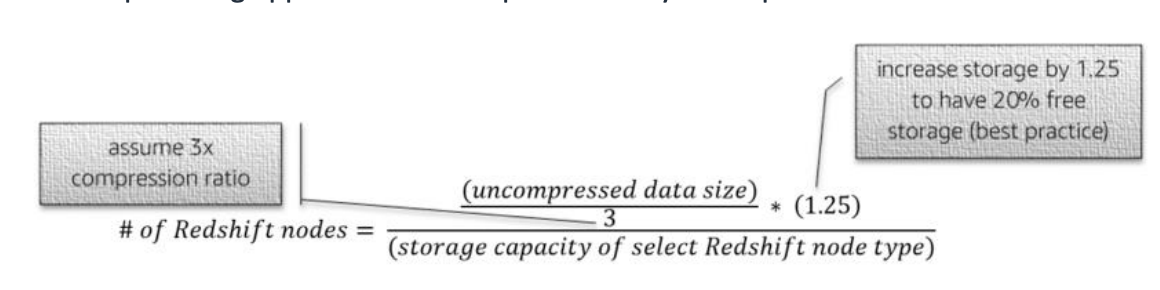 increase storage by 1.25
to have 20% free
storage (best practice)
assume 3x
compression ratio
(uncompressed data size)
3
* (1.25)
# of Redshift nodes =
(storage capacity of select Redshift node type)